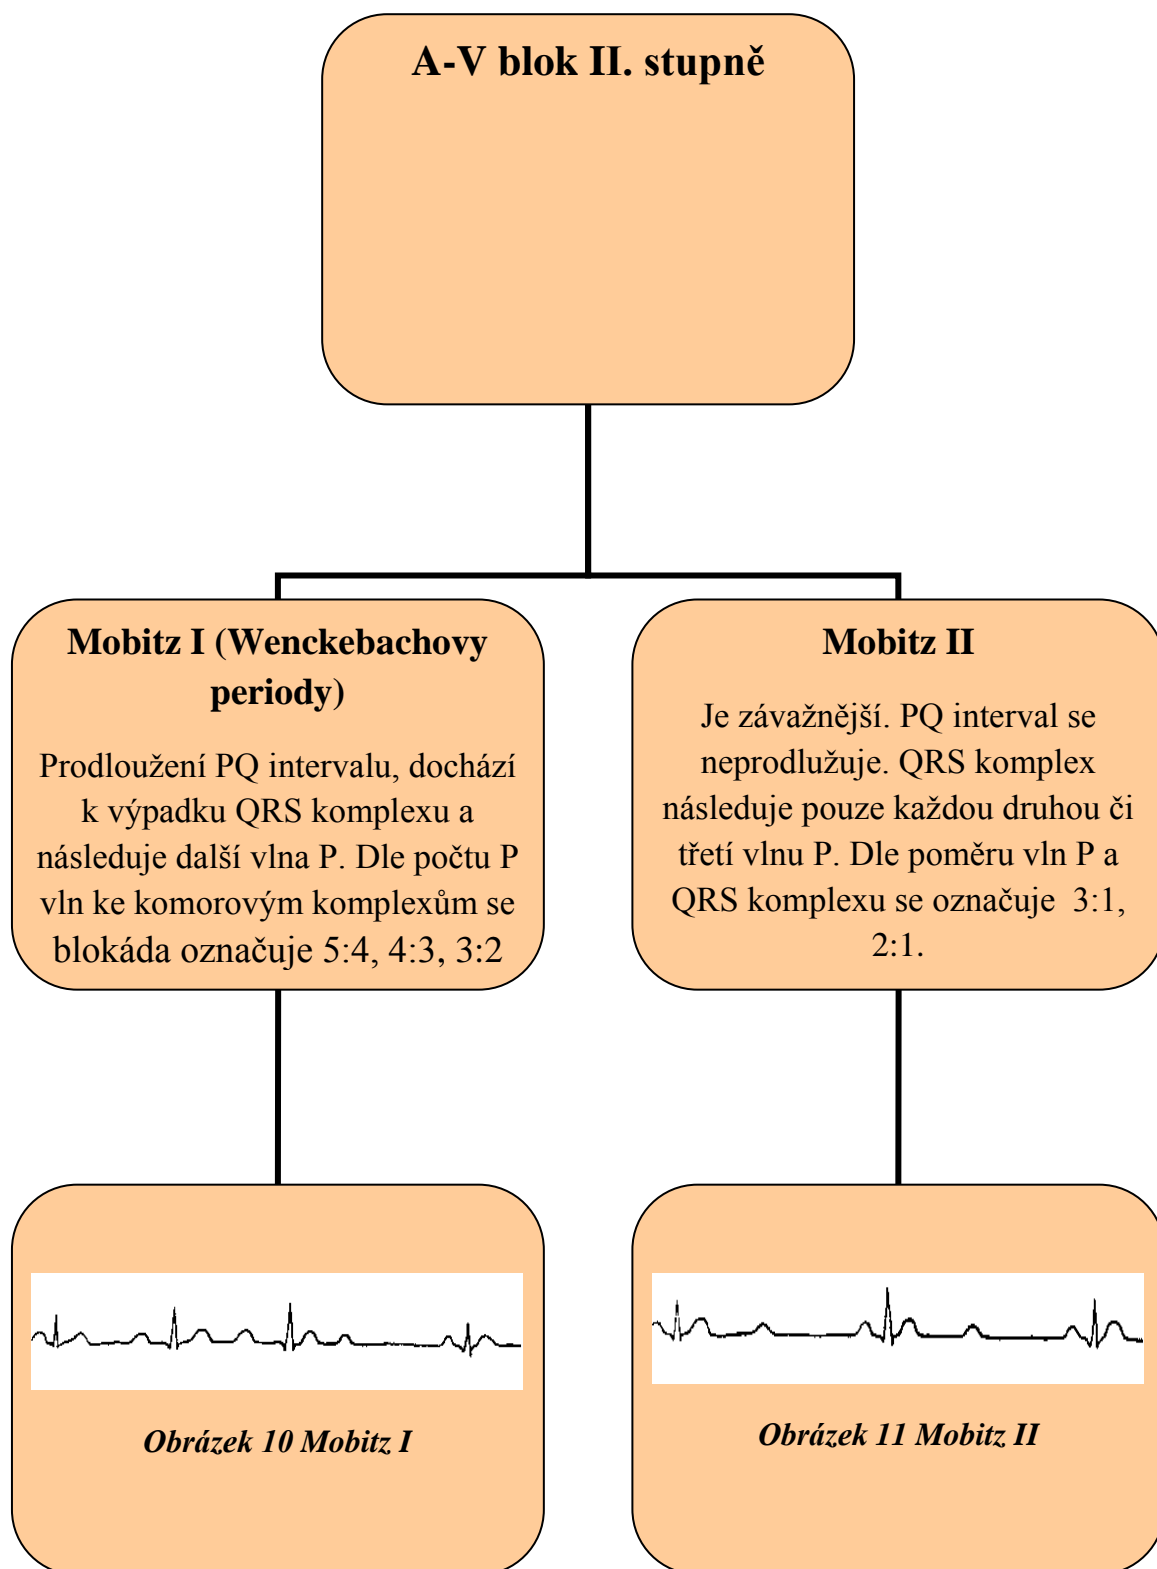 A-V blok II. stupně
Mobitz I (Wenckebachovy
periody)
Prodloužení PQ intervalu, dochází
k výpadku QRS komplexu a
následuje další vlna P. Dle počtu P
vln ke komorovým komplexům se
blokáda označuje 5:4, 4:3, 3:2
Mobitz II
Je závažnější. PQ interval se
neprodlužuje. QRS komplex
následuje pouze každou druhou či
třetí vlnu P. Dle poměru vln P a
QRS komplexu se označuje 3:1,
2:1.
Obrázek 10 Mobitz I
Obrázek 11 Mobitz II